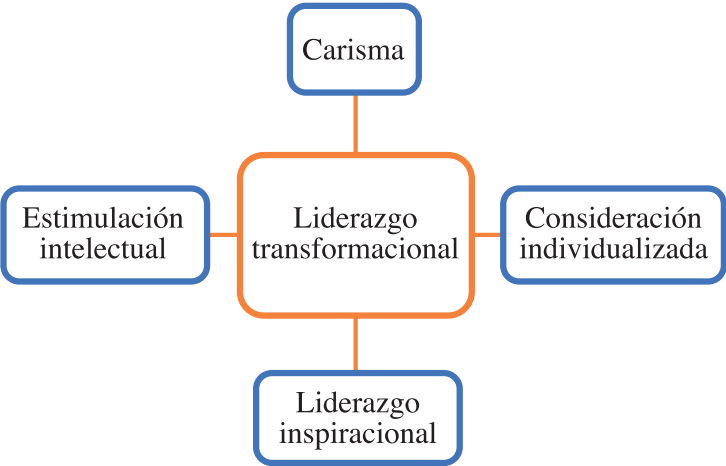 Carisma
Estimulación
intelectual
Liderazgo
transformacional
Consideración
individualizada
Liderazgo
inspiracional